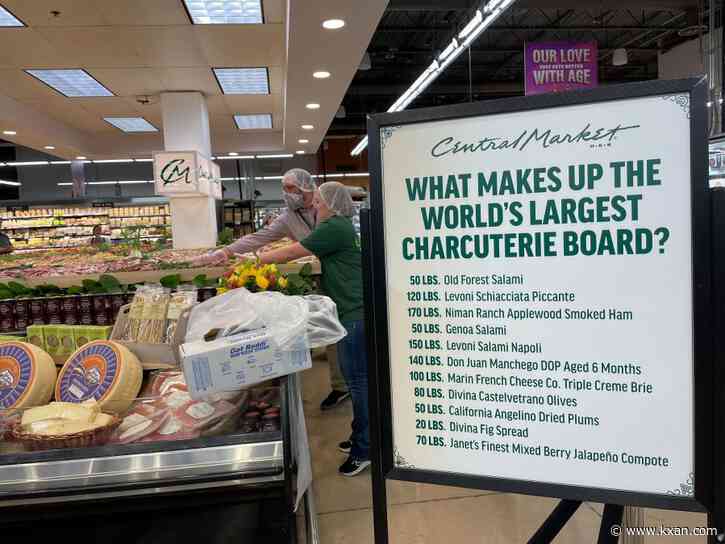 OUR LOVE
WITH AGE
Central Market
H-E-B
WHAT MAKES UP THE
WORLD'S LARGEST
CHARCUTERIE BOARD?
50 LBS. Old Forest Salami
120 LBS. Levoni Schiacciata Piccante
170 LBS. Niman Ranch Applewood Smoked Ham
50 LBS. Genoa Salami
150 LBS. Levoni Salami Napoli
140 LBS. Don Juan Manchego DOP Aged 6 Months
100 LBS. Marin French Cheese Co. Triple Creme Brie
80 LBS. Divina Castelvetrano Olives
50 LBS. California Angelino Dried Plums
20 LBS. Divina Fig Spread
70 LBS. Janet's Finest Mixed Berry Jalapeño Compote
CM
www.kxan.com